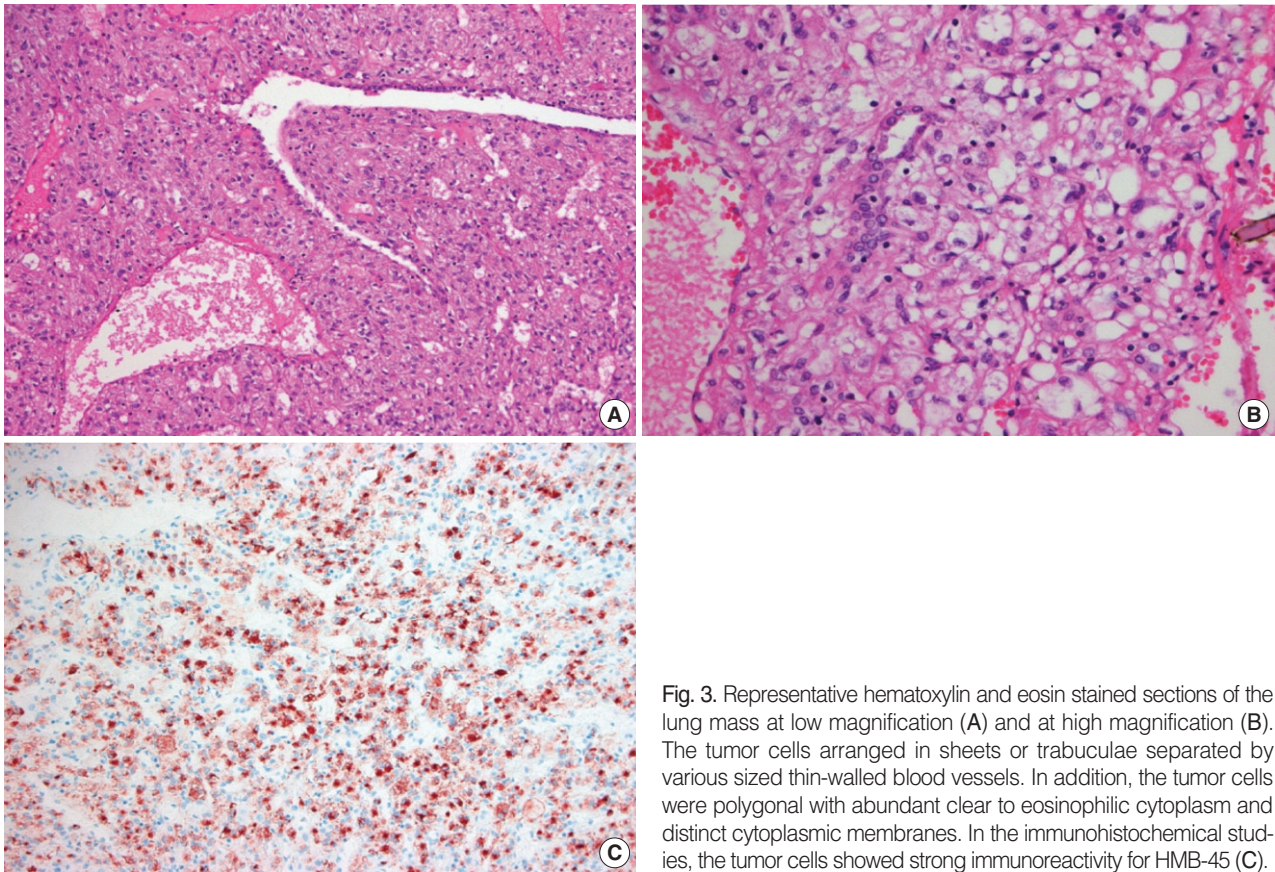 A
B
C
Fig. 3. Representative hematoxylin and eosin stained sections of the
lung mass at low magnification (A) and at high magnification (B).
The tumor cells arranged in sheets or trabuculae separated by
various sized thin-walled blood vessels. In addition, the tumor cells
were polygonal with abundant clear to eosinophilic cytoplasm and
distinct cytoplasmic membranes. In the immunohistochemical stud-
ies, the tumor cells showed strong immunoreactivity for HMB-45 (C).